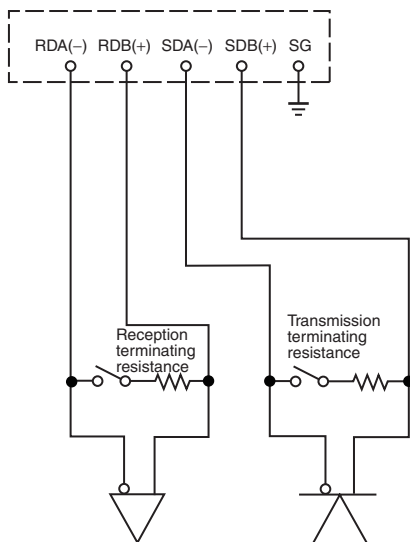 RDA(−) RDB(+) SDA(−) SDB(+) SG
Reception
terminating
resistance
Transmission
terminating
resistance